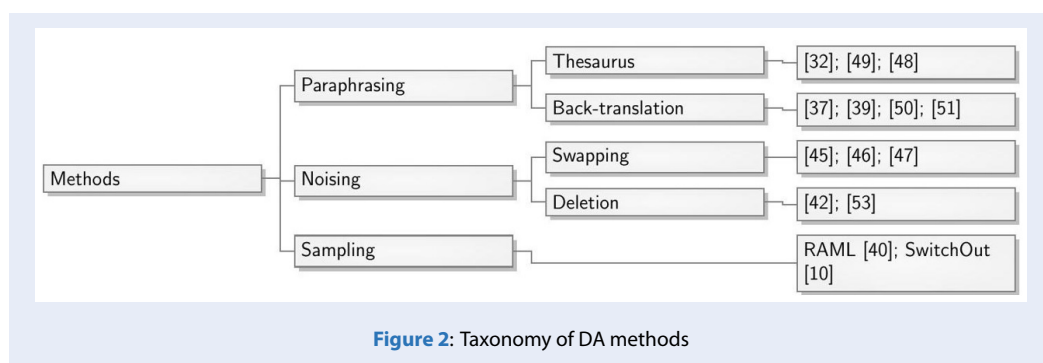 Methods
Paraphrasing
Thesaurus
[32]; [49]; [48]
Back-translation
[37]; [39]; [50]; [51]
Noising
Swapping
[45]; [46]; [47]
Deletion
[42]; [53]
Sampling
RAML [40]; SwitchOut
[10]
Figure 2: Taxonomy of DA methods